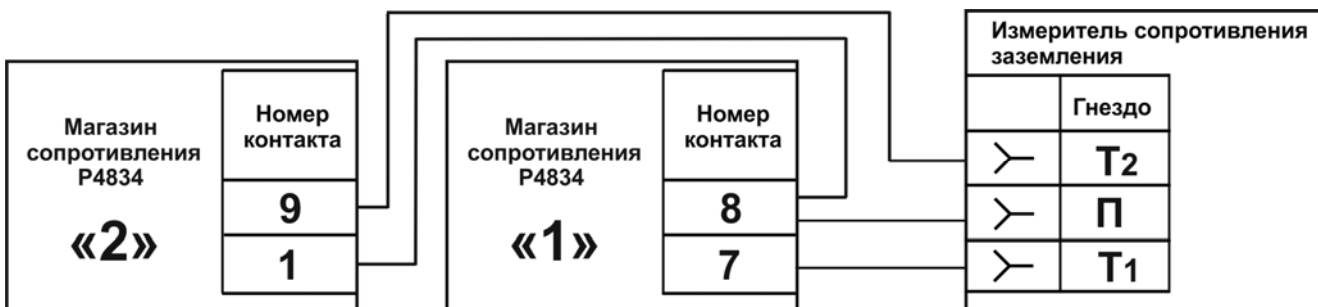 Магазин
сопротивления
Р4834
«2»
Номер
контакта
9
1
Магазин
сопротивления
Р4834
«1»
Номер
контакта
8
7
Измеритель сопротивления
заземления
Гнездо
Т2
П
Т1